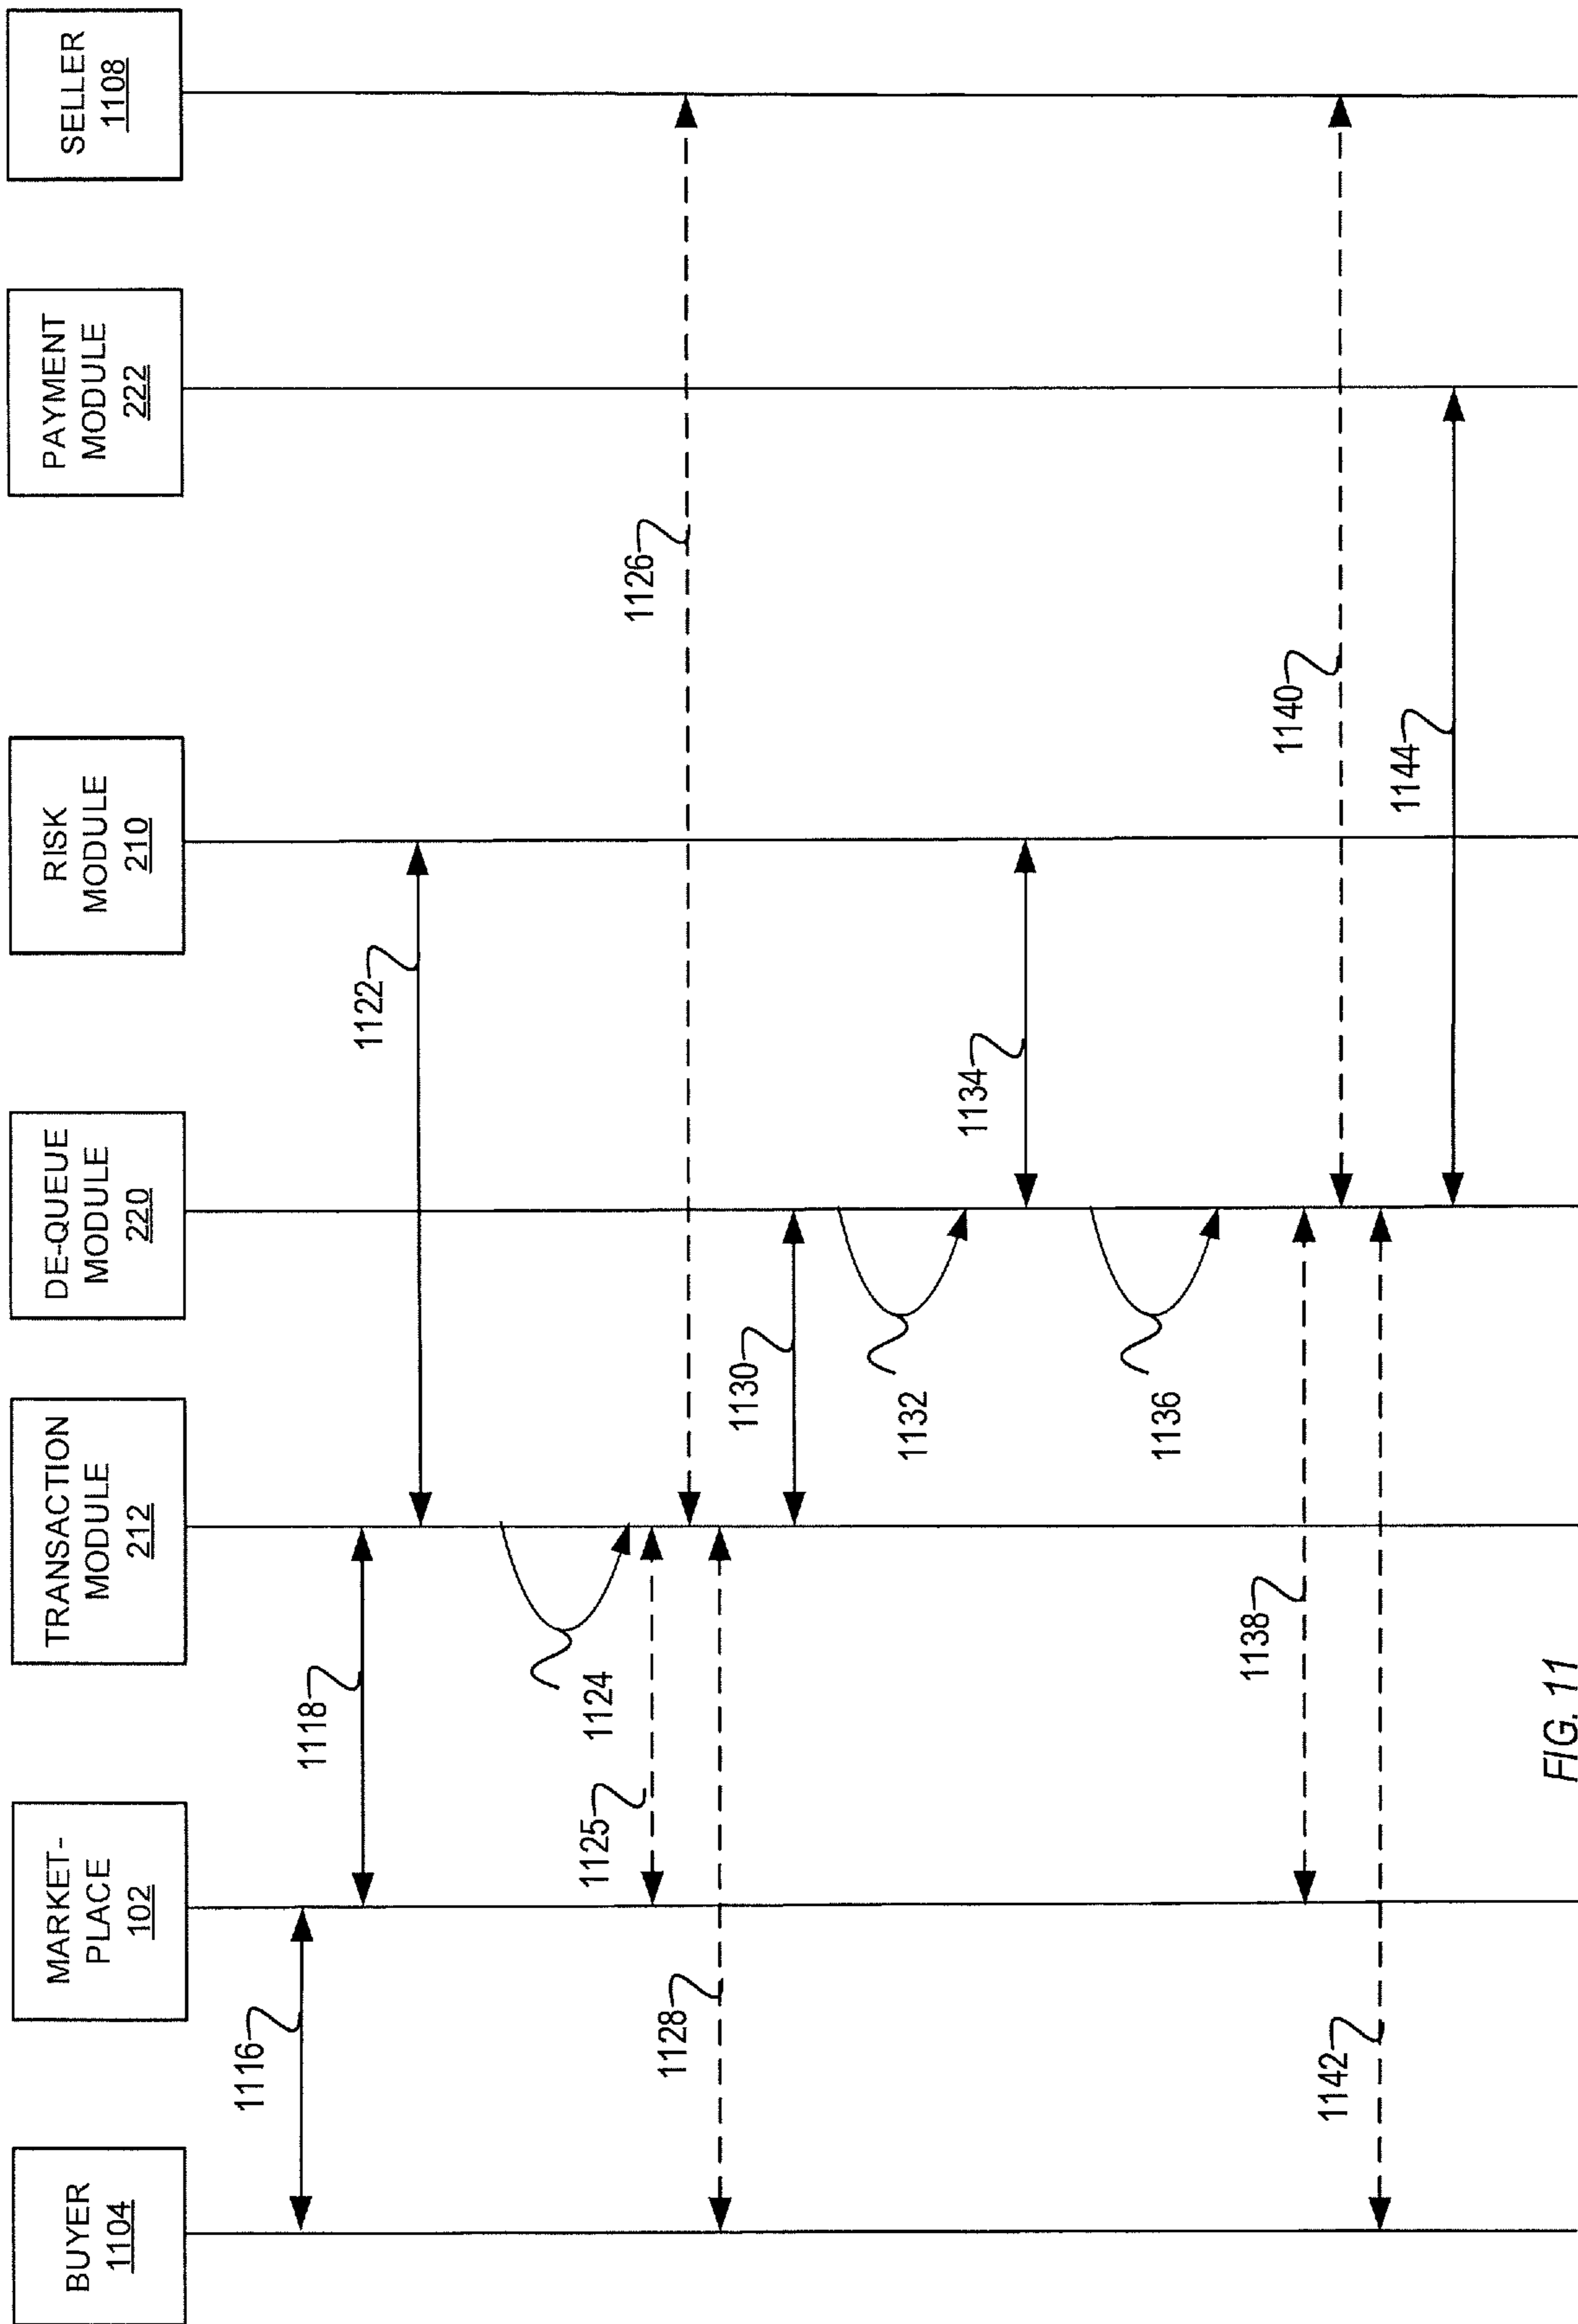 BUYER
1104
MARKET-
PLACE
102
TRANSACTION
MODULE
212
DE-QUEUE
MODULE
220
RISK
MODULE
210
PAYMENT
MODULE
222
SELLER
1108
1116
1118
1122
1124
1125
1126
1128
1130
1132
1134
1136
1138
1140
1142
1144
FIG. 11